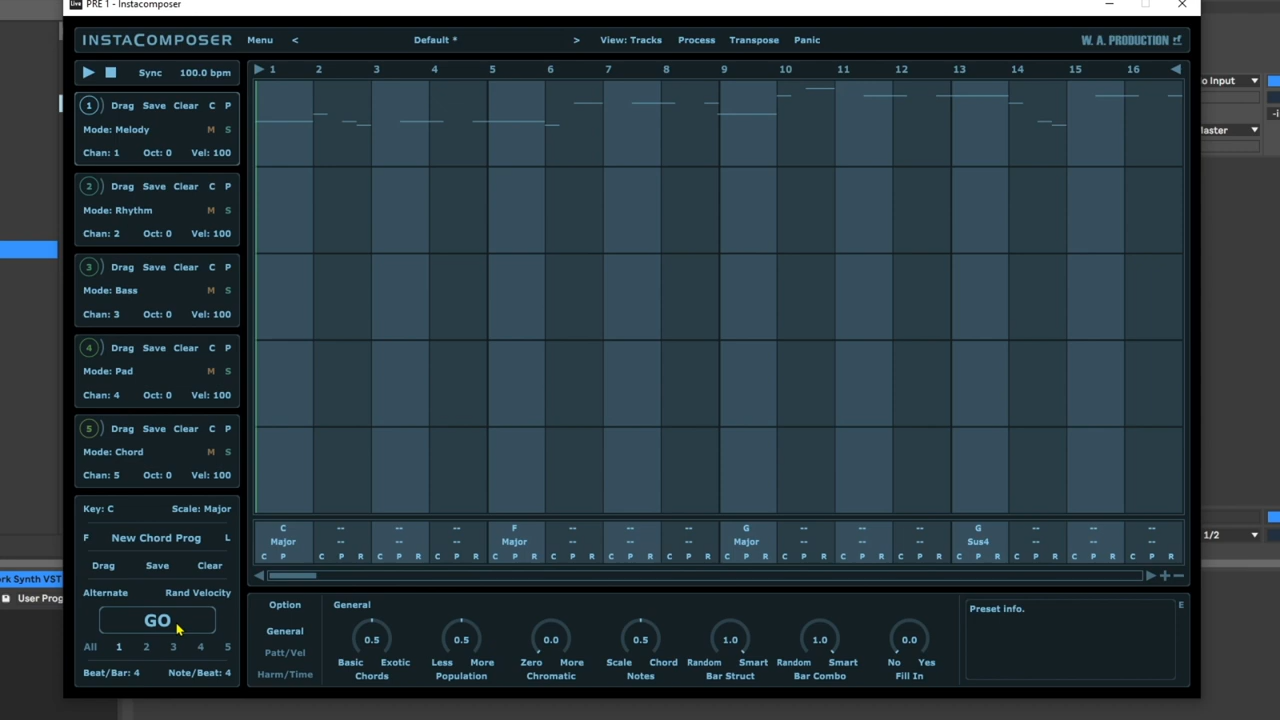 PRE 1 - Instacomposer
INSTACOMPOSER Menu < Default * > View: Tracks Process Transpose Panic W. A. PRODUCTION
Sync 100.0 bpm
1 2 3 4 5 6 7 8 9 10 11 12 13 14 15 16
1 Drag Save Clear C P
Mode: Melody M S
Chan: 1 Oct: 0 Vel: 100
2 Drag Save Clear C P
Mode: Rhythm M S
Chan: 2 Oct: 0 Vel: 100
3 Drag Save Clear C P
Mode: Bass M S
Chan: 3 Oct: 0 Vel: 100
4 Drag Save Clear C P
Mode: Pad M S
Chan: 4 Oct: 0 Vel: 100
5 Drag Save Clear C P
Mode: Chord M S
Chan: 5 Oct: 0 Vel: 100
Key: C Scale: Major
F New Chord Prog L
Drag Save Clear
Alternate Rand Velocity
GO
All 1 2 3 4 5
Beat/Bar: 4 Note/Beat: 4
C -- -- -- F -- -- -- G -- -- -- G -- -- --
Major -- -- -- Major -- -- -- Major -- -- -- Sus4 -- -- --
C P C P R C P R C P R C P R C P R C P R C P R C P R C P R C P R C P R C P R C P R C P R C P R
Option General
General
Patt/Vel
Harm/Time
0.5 0.5 0.0 0.5 1.0 1.0 0.0
Basic Exotic Less More Zero More Scale Chord Random Smart Random Smart No Yes
Chords Population Chromatic Notes Bar Struct Bar Combo Fill In
Preset info. E
o Input
laster
1/2
rk Synth VST
User Prog